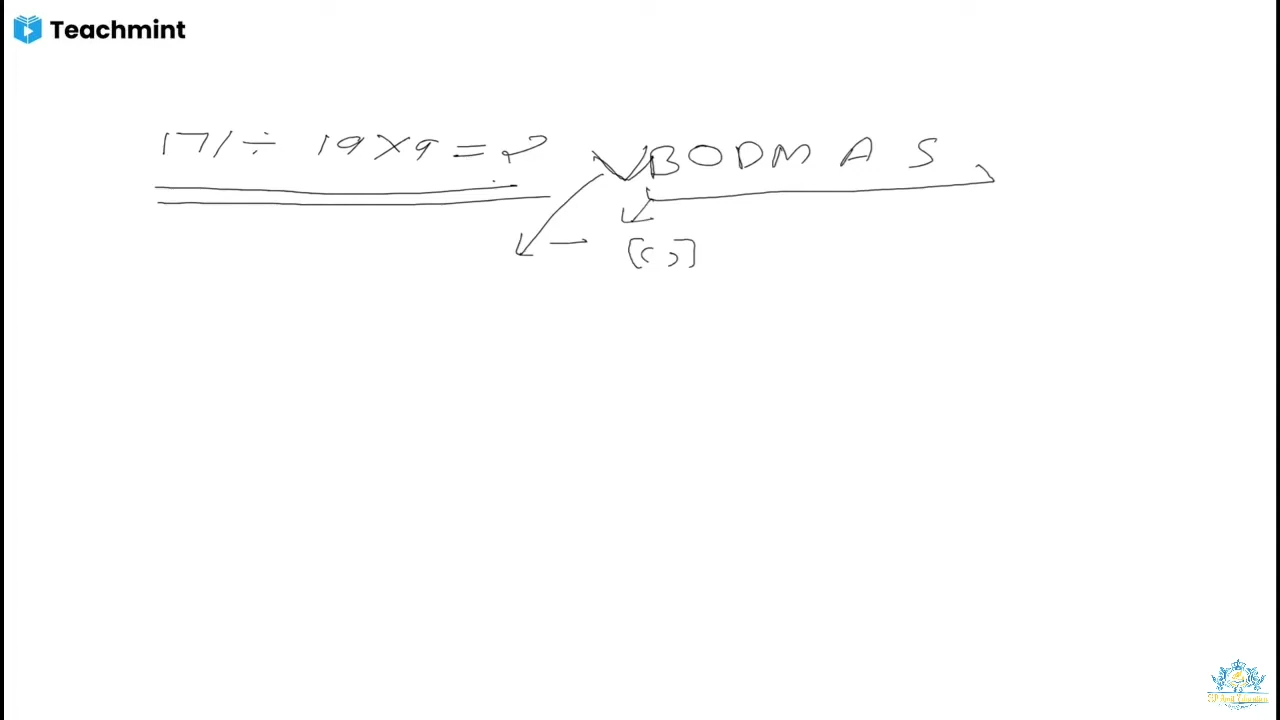 Teachmint
171 ÷ 19 × 9 = ? VBODMAS
– [( )]